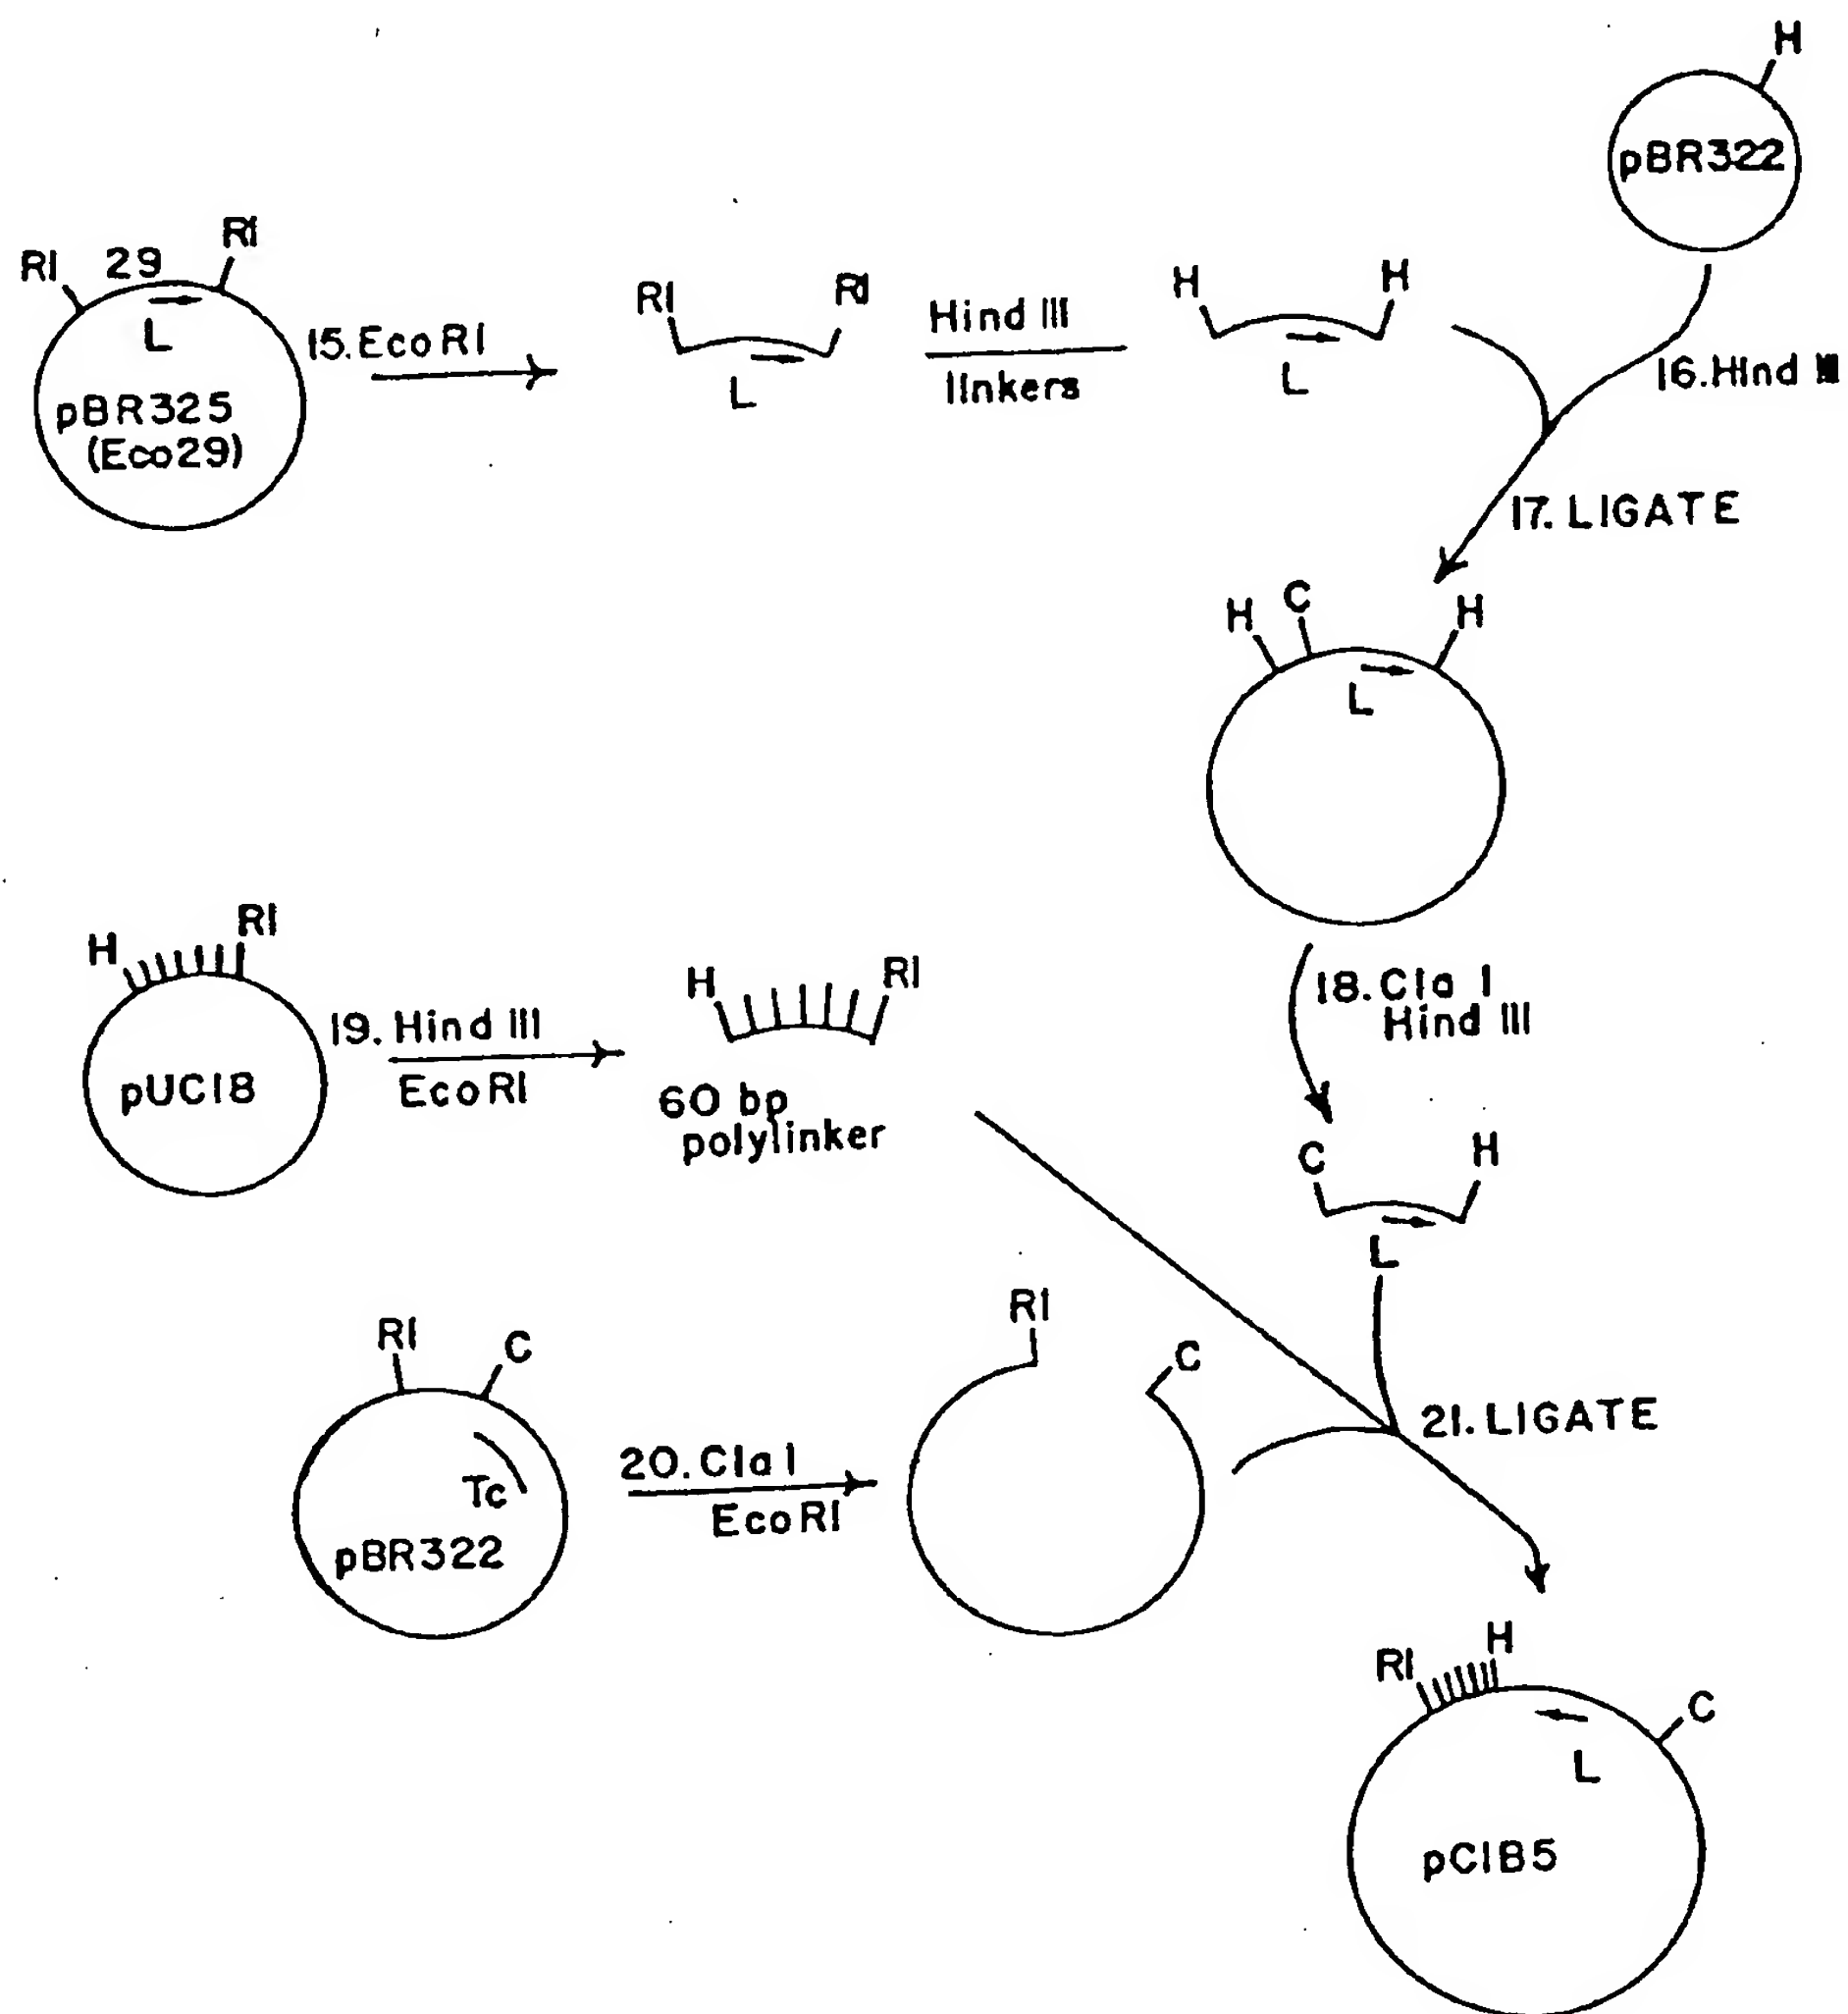 H
pBR322
RI 29 RI
L
pBR325
(Eco29)
15. EcoRI
RI RI
L
Hind III
linkers
H H
L
16. Hind III
17. LIGATE
H C H
L
18. Cla I
Hind III
C H
L
H RI
pUC18
19. Hind III
EcoRI
H RI
60 bp
polylinker
RI C
Tc
pBR322
20. Cla I
EcoRI
RI
C
21. LIGATE
RI H
C
L
pCIB5